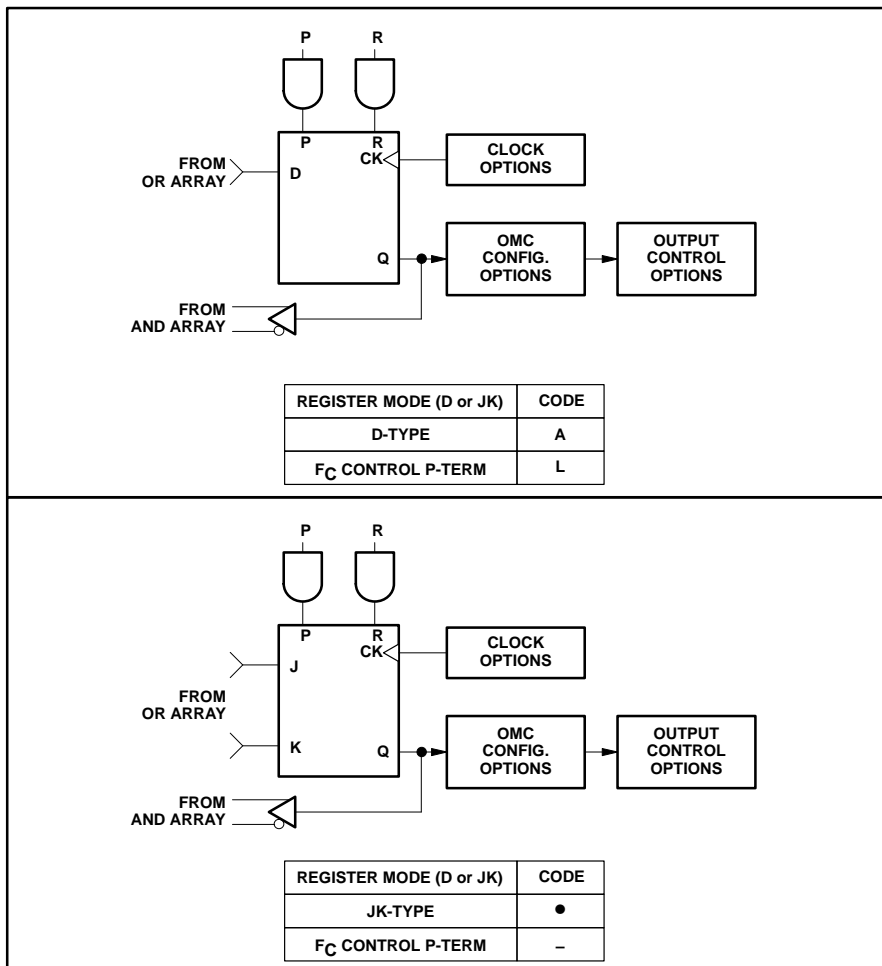 P R
P R
CK
FROM
OR ARRAY
D
CLOCK
OPTIONS
Q
OMC
CONFIG.
OPTIONS
OUTPUT
CONTROL
OPTIONS
FROM
AND ARRAY
REGISTER MODE (D or JK) CODE
D-TYPE A
FC CONTROL P-TERM L
P R
P R
CK
J
FROM
OR ARRAY
K
CLOCK
OPTIONS
Q
OMC
CONFIG.
OPTIONS
OUTPUT
CONTROL
OPTIONS
FROM
AND ARRAY
REGISTER MODE (D or JK) CODE
JK-TYPE ●
FC CONTROL P-TERM –